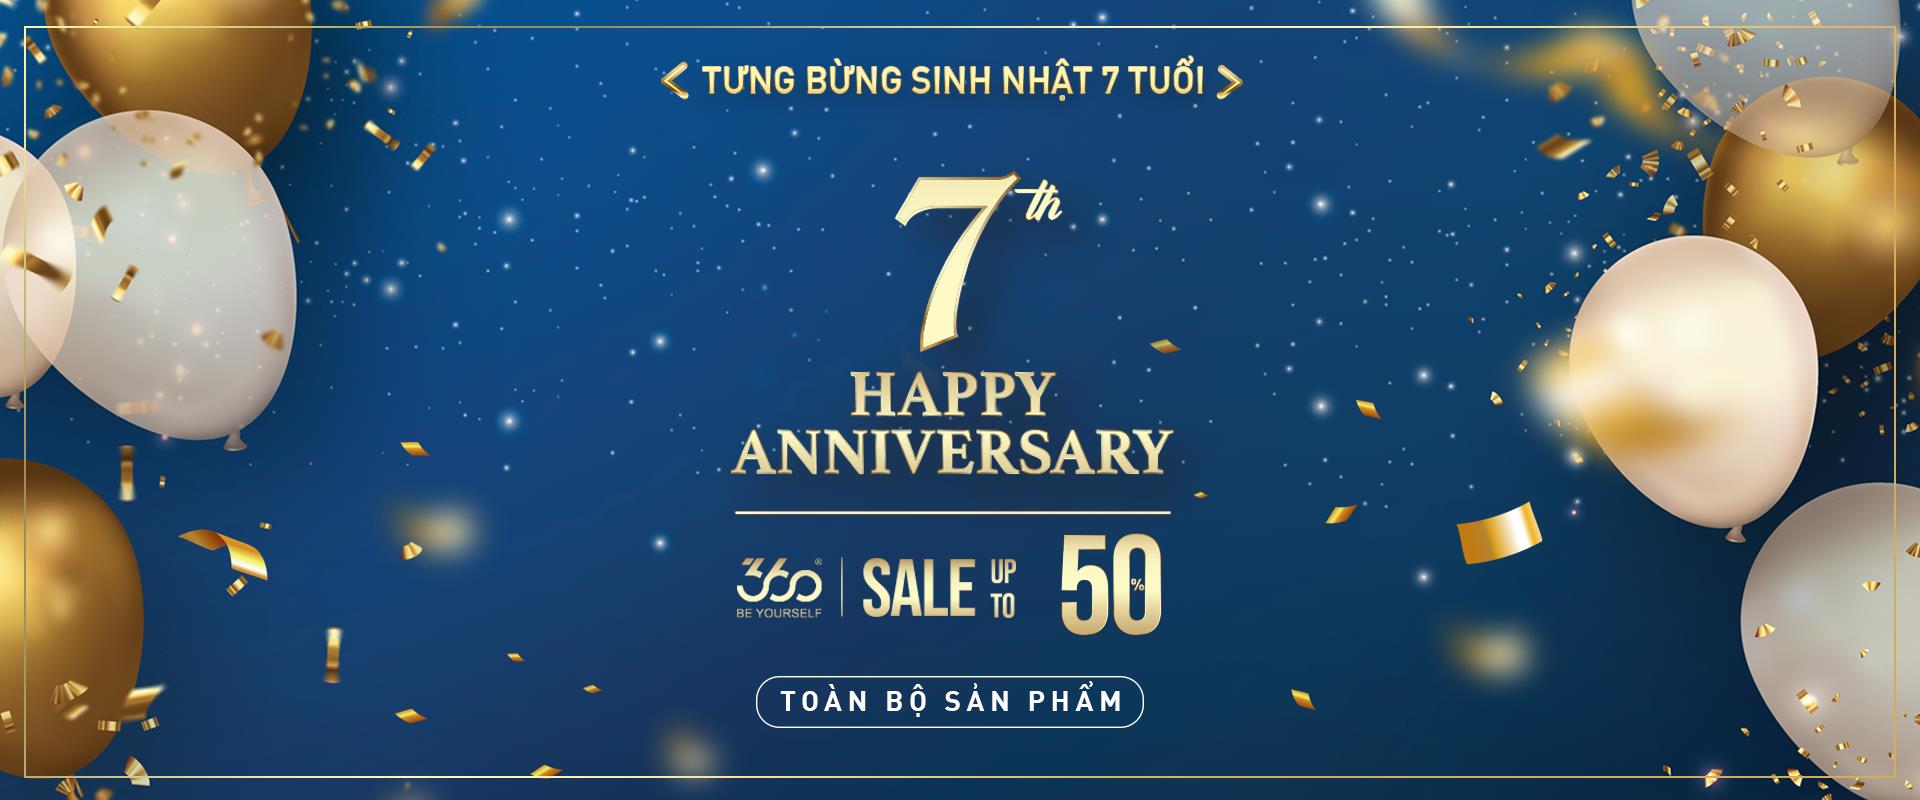 < TƯNG BỪNG SINH NHẬT 7 TUỔI >
7th
HAPPY
ANNIVERSARY
360®
BE YOURSELF
SALE UP TO 50%
TOÀN BỘ SẢN PHẨM